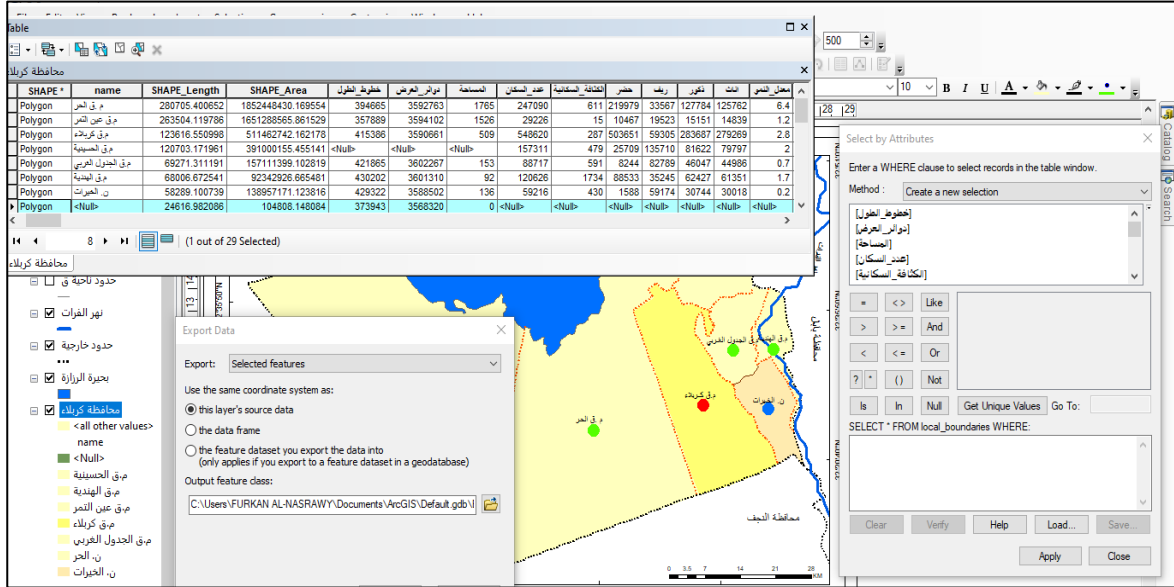 Table
محافظة كربلاء
SHAPE * name SHAPE_Length SHAPE_Area خطوط_الطول دوائر_العرض المساحة عدد_السكان الكثافة_السكانية حضر ريف ذكور اناث معدل_النمو
Polygon م.ق الحر 280705.400652 1852448430.169554 394665 3592763 1765 247090 611 219979 33567 127784 125762 6.4
Polygon م.ق عين التمر 263504.119786 1651288565.861529 357889 3594102 1526 29226 15 10467 19523 15151 14839 1.2
Polygon م.ق كربلاء 123616.550998 511462742.162178 415386 3590661 509 548620 287 503651 59305 283687 279269 2.8
Polygon م.ق الحسينية 120703.171961 391000155.455141 <Null> <Null> <Null> 157311 479 25709 135710 81622 79797 2
Polygon م.ق الجدول الغربي 69271.311191 157111399.102819 421865 3602267 153 88717 591 8244 82789 46047 44986 0.7
Polygon م.ق الهندية 68006.672541 92342926.665481 430202 3601310 92 120626 1734 88533 35245 62427 61351 1.7
Polygon ن. الخيرات 58289.100739 138957171.123816 429322 3588502 136 59216 430 1588 59174 30744 30018 0.2
Polygon <Null> 24616.982086 104808.148084 373943 3568320 0 <Null> <Null> <Null> <Null> <Null> <Null> <Null>
8 (1 out of 29 Selected)
محافظة كربلاء
500
10 B I U A
28 29
Catalog
Search
حدود ناحية ق
نهر الفرات
حدود خارجية
بحيرة الرزازة
محافظة كربلاء
<all other values>
name
<Null>
م.ق الحسينية
م.ق الهندية
م.ق عين التمر
م.ق كربلاء
م.ق الجدول الغربي
ن. الحر
ن. الخيرات
Export Data
Export: Selected features
Use the same coordinate system as:
this layer's source data
the data frame
the feature dataset you export the data into
(only applies if you export to a feature dataset in a geodatabase)
Output feature class:
C:\Users\FURKAN AL-NASRAWY\Documents\ArcGIS\Default.gdb\
م.ق الهندية
م.ق الجدول الغربي
م.ق كربلاء
ن. الخيرات
م.ق الحر
محافظة بابل
محافظة النجف
0 3.5 7 14 21 28
KM
Select by Attributes
Enter a WHERE clause to select records in the table window.
Method : Create a new selection
[خطوط_الطول]
[دوائر_العرض]
[المساحة]
[عدد_السكان]
[الكثافة_السكانية]
= <> Like
> >= And
< <= Or
? * () Not
Is In Null Get Unique Values Go To:
SELECT * FROM local_boundaries WHERE:
Clear Verify Help Load... Save...
Apply Close